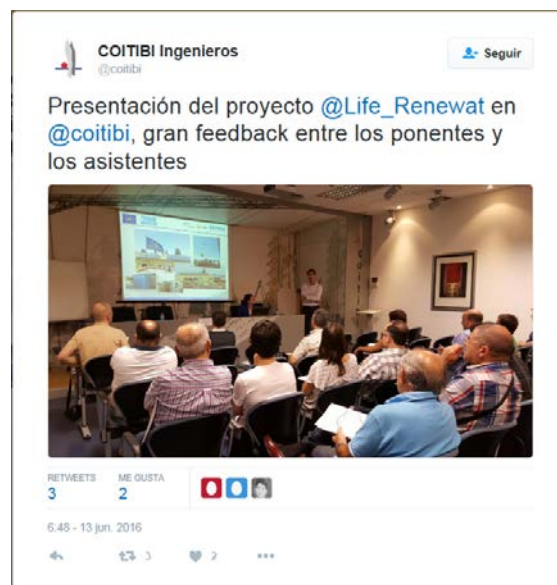 COITIBI Ingenieros
@coitibi
Seguir
Presentación del proyecto @Life_Renewat en
@coitibi, gran feedback entre los ponentes y
los asistentes
RETWEETS
3
ME GUSTA
2
6:48 - 13 jun. 2016
3
2